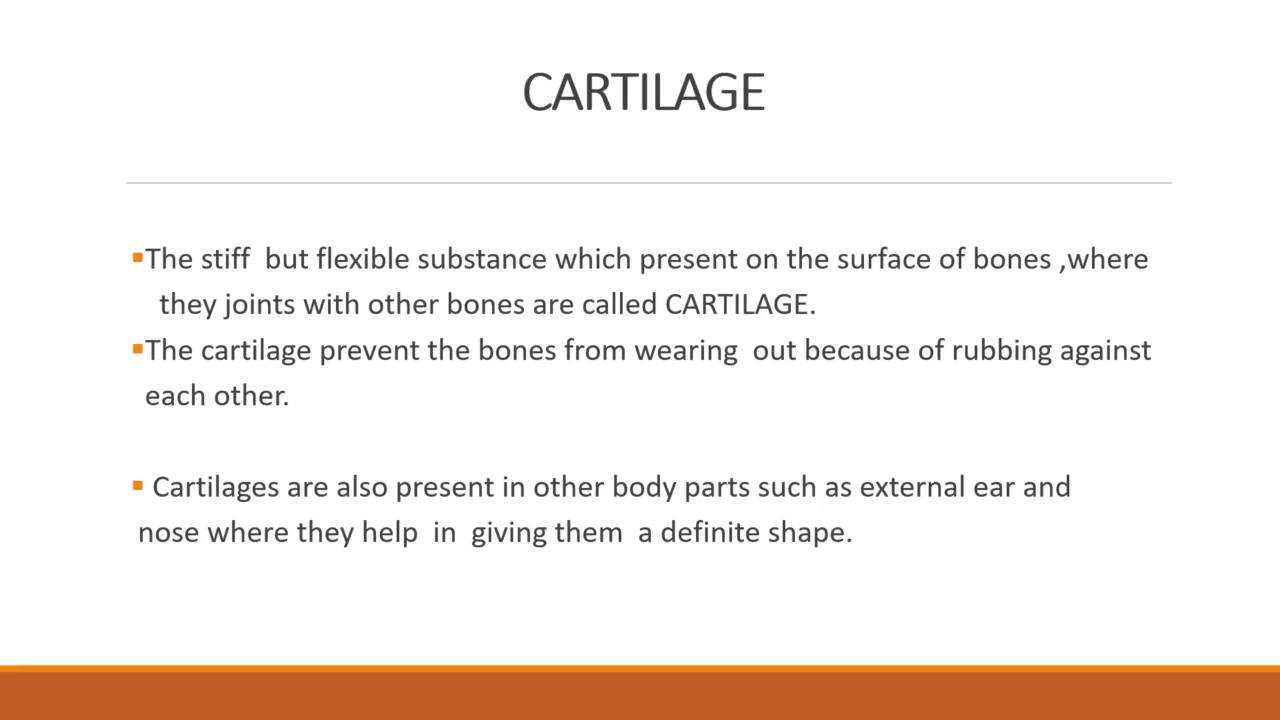 CARTILAGE
▪The stiff  but flexible substance which present on the surface of bones ,where
they joints with other bones are called CARTILAGE.
▪The cartilage prevent the bones from wearing  out because of rubbing against
each other.
▪ Cartilages are also present in other body parts such as external ear and
nose where they help  in  giving them  a definite shape.